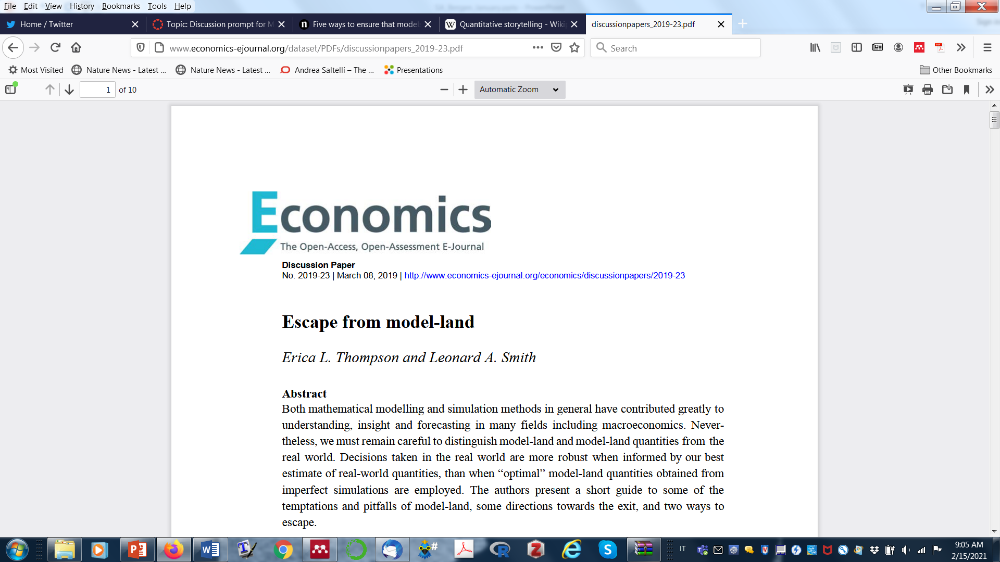 File Edit View History Bookmarks Tools Help
Home / Twitter
Topic: Discussion prompt for M
Five ways to ensure that model
Quantitative storytelling - Wiki
discussionpapers_2019-23.pdf
www.economics-ejournal.org/dataset/PDFs/discussionpapers_2019-23.pdf
Search
Most Visited
Nature News - Latest ...
Nature News - Latest ...
Andrea Saltelli – The ...
Presentations
Other Bookmarks
1 of 10
Automatic Zoom
Economics
The Open-Access, Open-Assessment E-Journal
Discussion Paper
No. 2019-23 | March 08, 2019 | http://www.economics-ejournal.org/economics/discussionpapers/2019-23
Escape from model-land
Erica L. Thompson and Leonard A. Smith
Abstract
Both mathematical modelling and simulation methods in general have contributed greatly to
understanding, insight and forecasting in many fields including macroeconomics. Never-
theless, we must remain careful to distinguish model-land and model-land quantities from the
real world. Decisions taken in the real world are more robust when informed by our best
estimate of real-world quantities, than when “optimal” model-land quantities obtained from
imperfect simulations are employed. The authors present a short guide to some of the
temptations and pitfalls of model-land, some directions towards the exit, and two ways to
escape.
IT
9:05 AM
2/15/2021